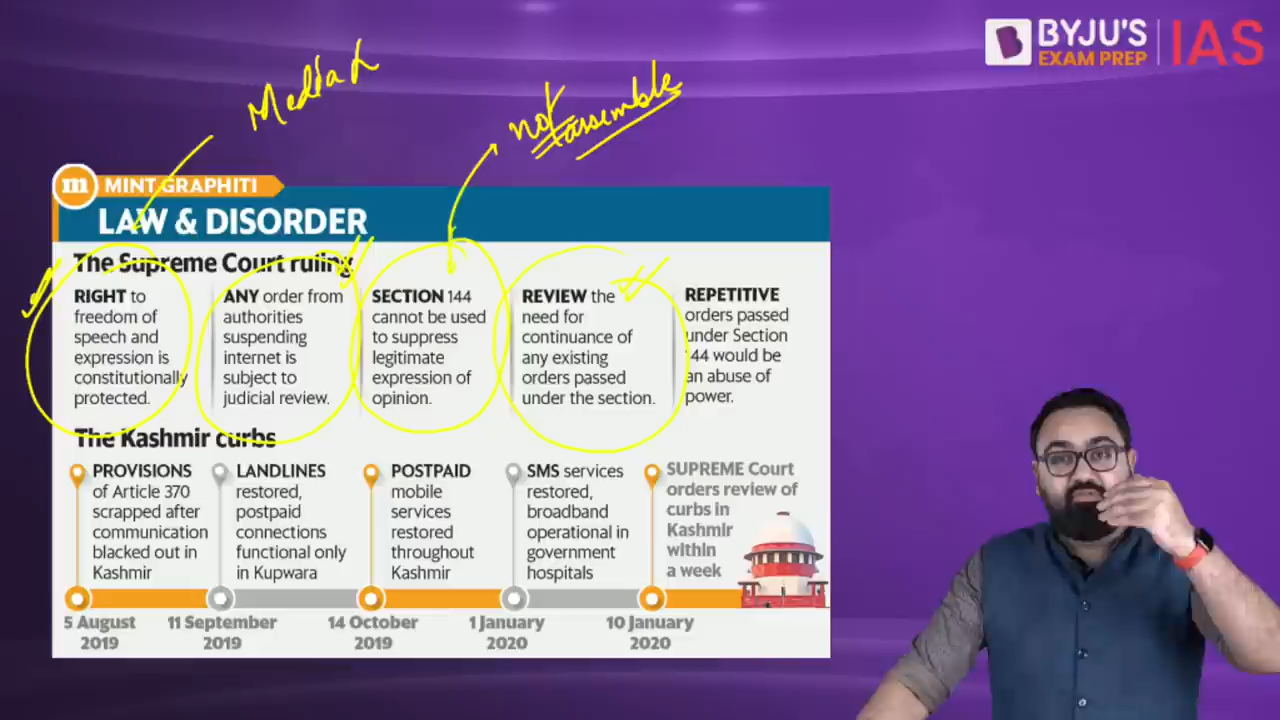 BYJU'S
EXAM PREP
IAS
Media
not assemble
m MINT GRAPHITI
LAW & DISORDER
The Supreme Court ruling
RIGHT to
freedom of
speech and
expression is
constitutionally
protected.
ANY order from
authorities
suspending
internet is
subject to
judicial review.
SECTION 144
cannot be used
to suppress
legitimate
expression of
opinion.
REVIEW the
need for
continuance of
any existing
orders passed
under the section.
REPETITIVE
orders passed
under Section
144 would be
an abuse of
power.
The Kashmir curbs
PROVISIONS
of Article 370
scrapped after
communication
blacked out in
Kashmir
LANDLINES
restored,
postpaid
connections
functional only
in Kupwara
POSTPAID
mobile
services
restored
throughout
Kashmir
SMS services
restored,
broadband
operational in
government
hospitals
SUPREME Court
orders review of
curbs in
Kashmir
within
a week
5 August
2019
11 September
2019
14 October
2019
1 January
2020
10 January
2020